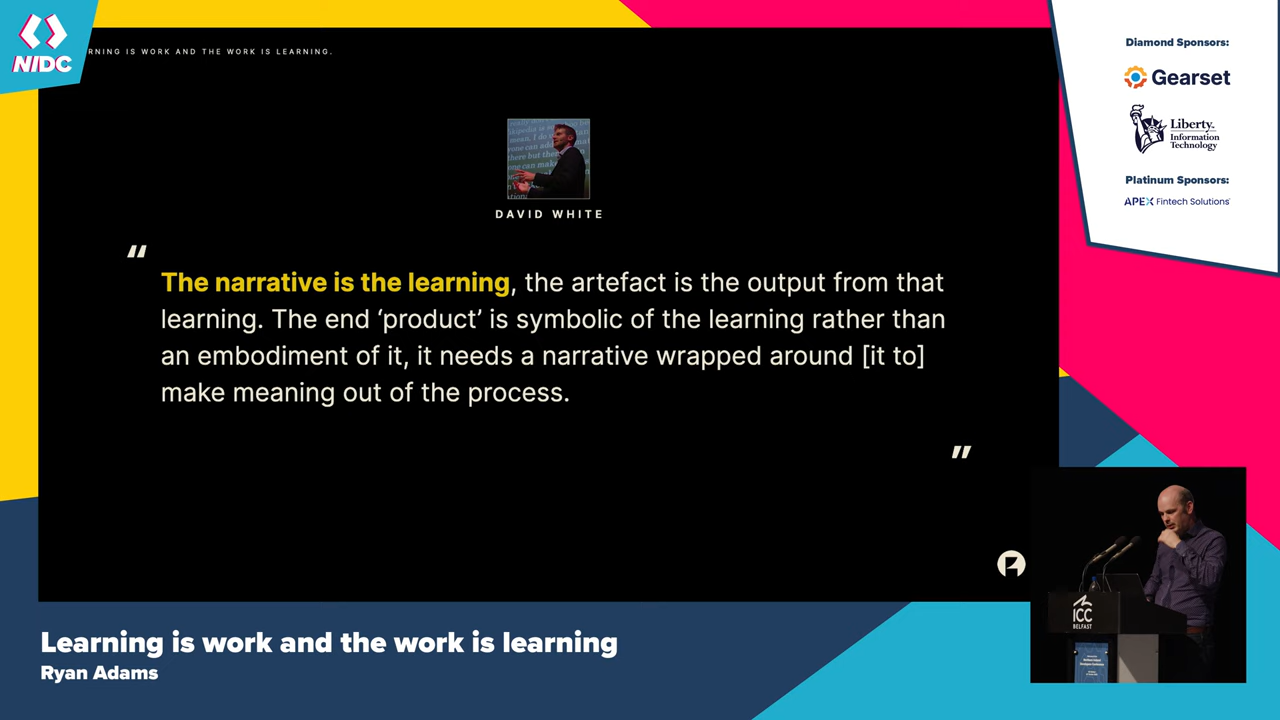 NIDC
RNING IS WORK AND THE WORK IS LEARNING.
DAVID WHITE
“
The narrative is the learning, the artefact is the output from that
learning. The end ‘product’ is symbolic of the learning rather than
an embodiment of it, it needs a narrative wrapped around [it to]
make meaning out of the process.
”
Diamond Sponsors:
Gearset
Liberty.
Information
Technology
Platinum Sponsors:
APEX Fintech Solutions
ICC
BELFAST
Learning is work and the work is learning
Ryan Adams